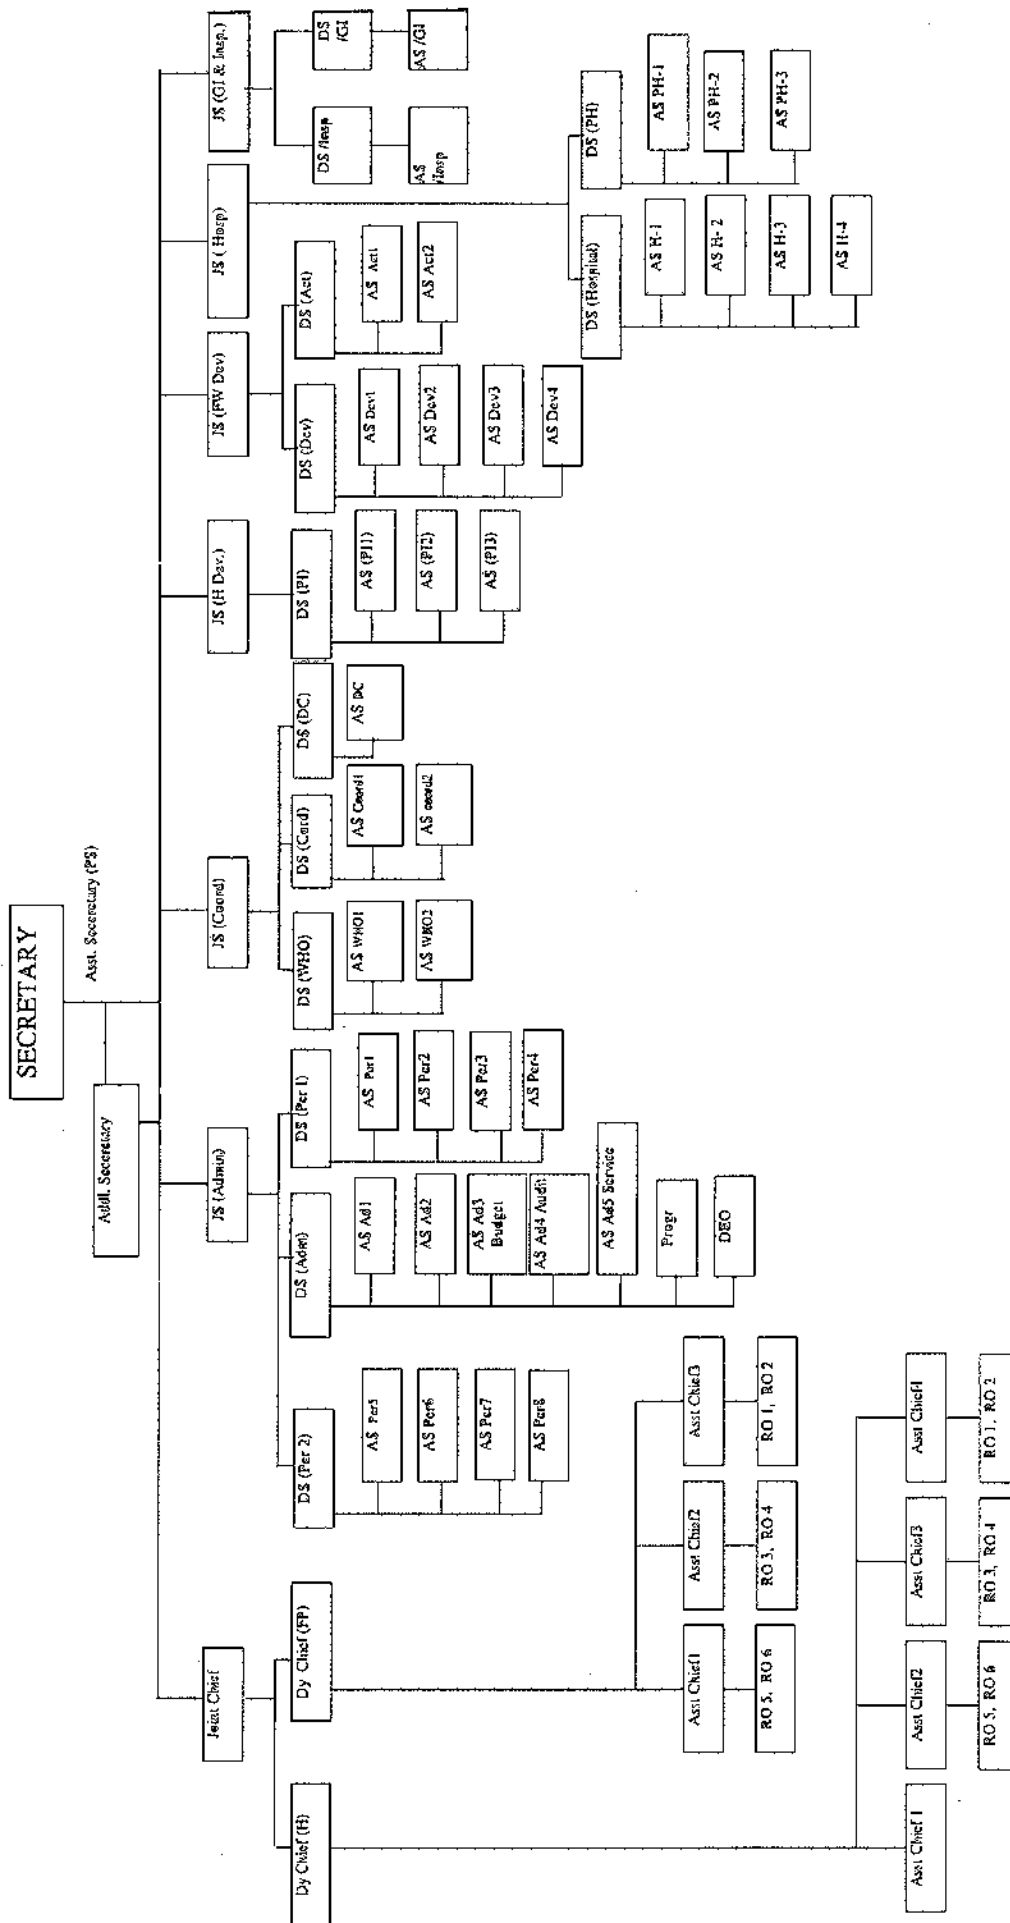 SECRETARY
Asst. Secretary (PS)
Addl. Secretary
Joint Chief
JS (Admin)
JS (Coord)
JS (H Dev.)
JS (FW Dev)
JS ( Hosp)
JS (GI & Insp.)
Dy Chief (H)
Dy Chief (FP)
DS (Per 2)
DS (Adm)
DS (Per 1)
DS (WHO)
DS (Cord)
DS (DC)
DS (PI)
DS (Dev)
DS (Act)
DS /Insp
DS
/GI
AS
/Insp
AS /GI
AS Per5
AS Per6
AS Per7
AS Per8
AS Ad1
AS Ad2
AS Ad3
Budget
AS Ad4 Audit
AS Ad5 Service
Progr
DEO
AS Per1
AS Per2
AS Per3
AS Per4
AS WHO1
AS WHO2
AS Coord1
AS coord2
AS DC
AS (PI1)
AS (PI2)
AS (PI3)
AS Dev1
AS Dev2
AS Dev3
AS Dev4
AS Act1
AS Act2
DS (Hospital)
DS (PH)
AS H-1
AS H- 2
AS H-3
AS H-4
AS PH-1
AS PH-2
AS PH-3
Asst Chief1
Asst Chief2
Asst Chief3
RO 5, RO 6
RO 3, RO 4
RO 1, RO 2
Asst Chief 1
Asst Chief2
Asst Chief3
Asst Chief1
RO 5, RO 6
RO 3, RO 4
RO 1, RO 2